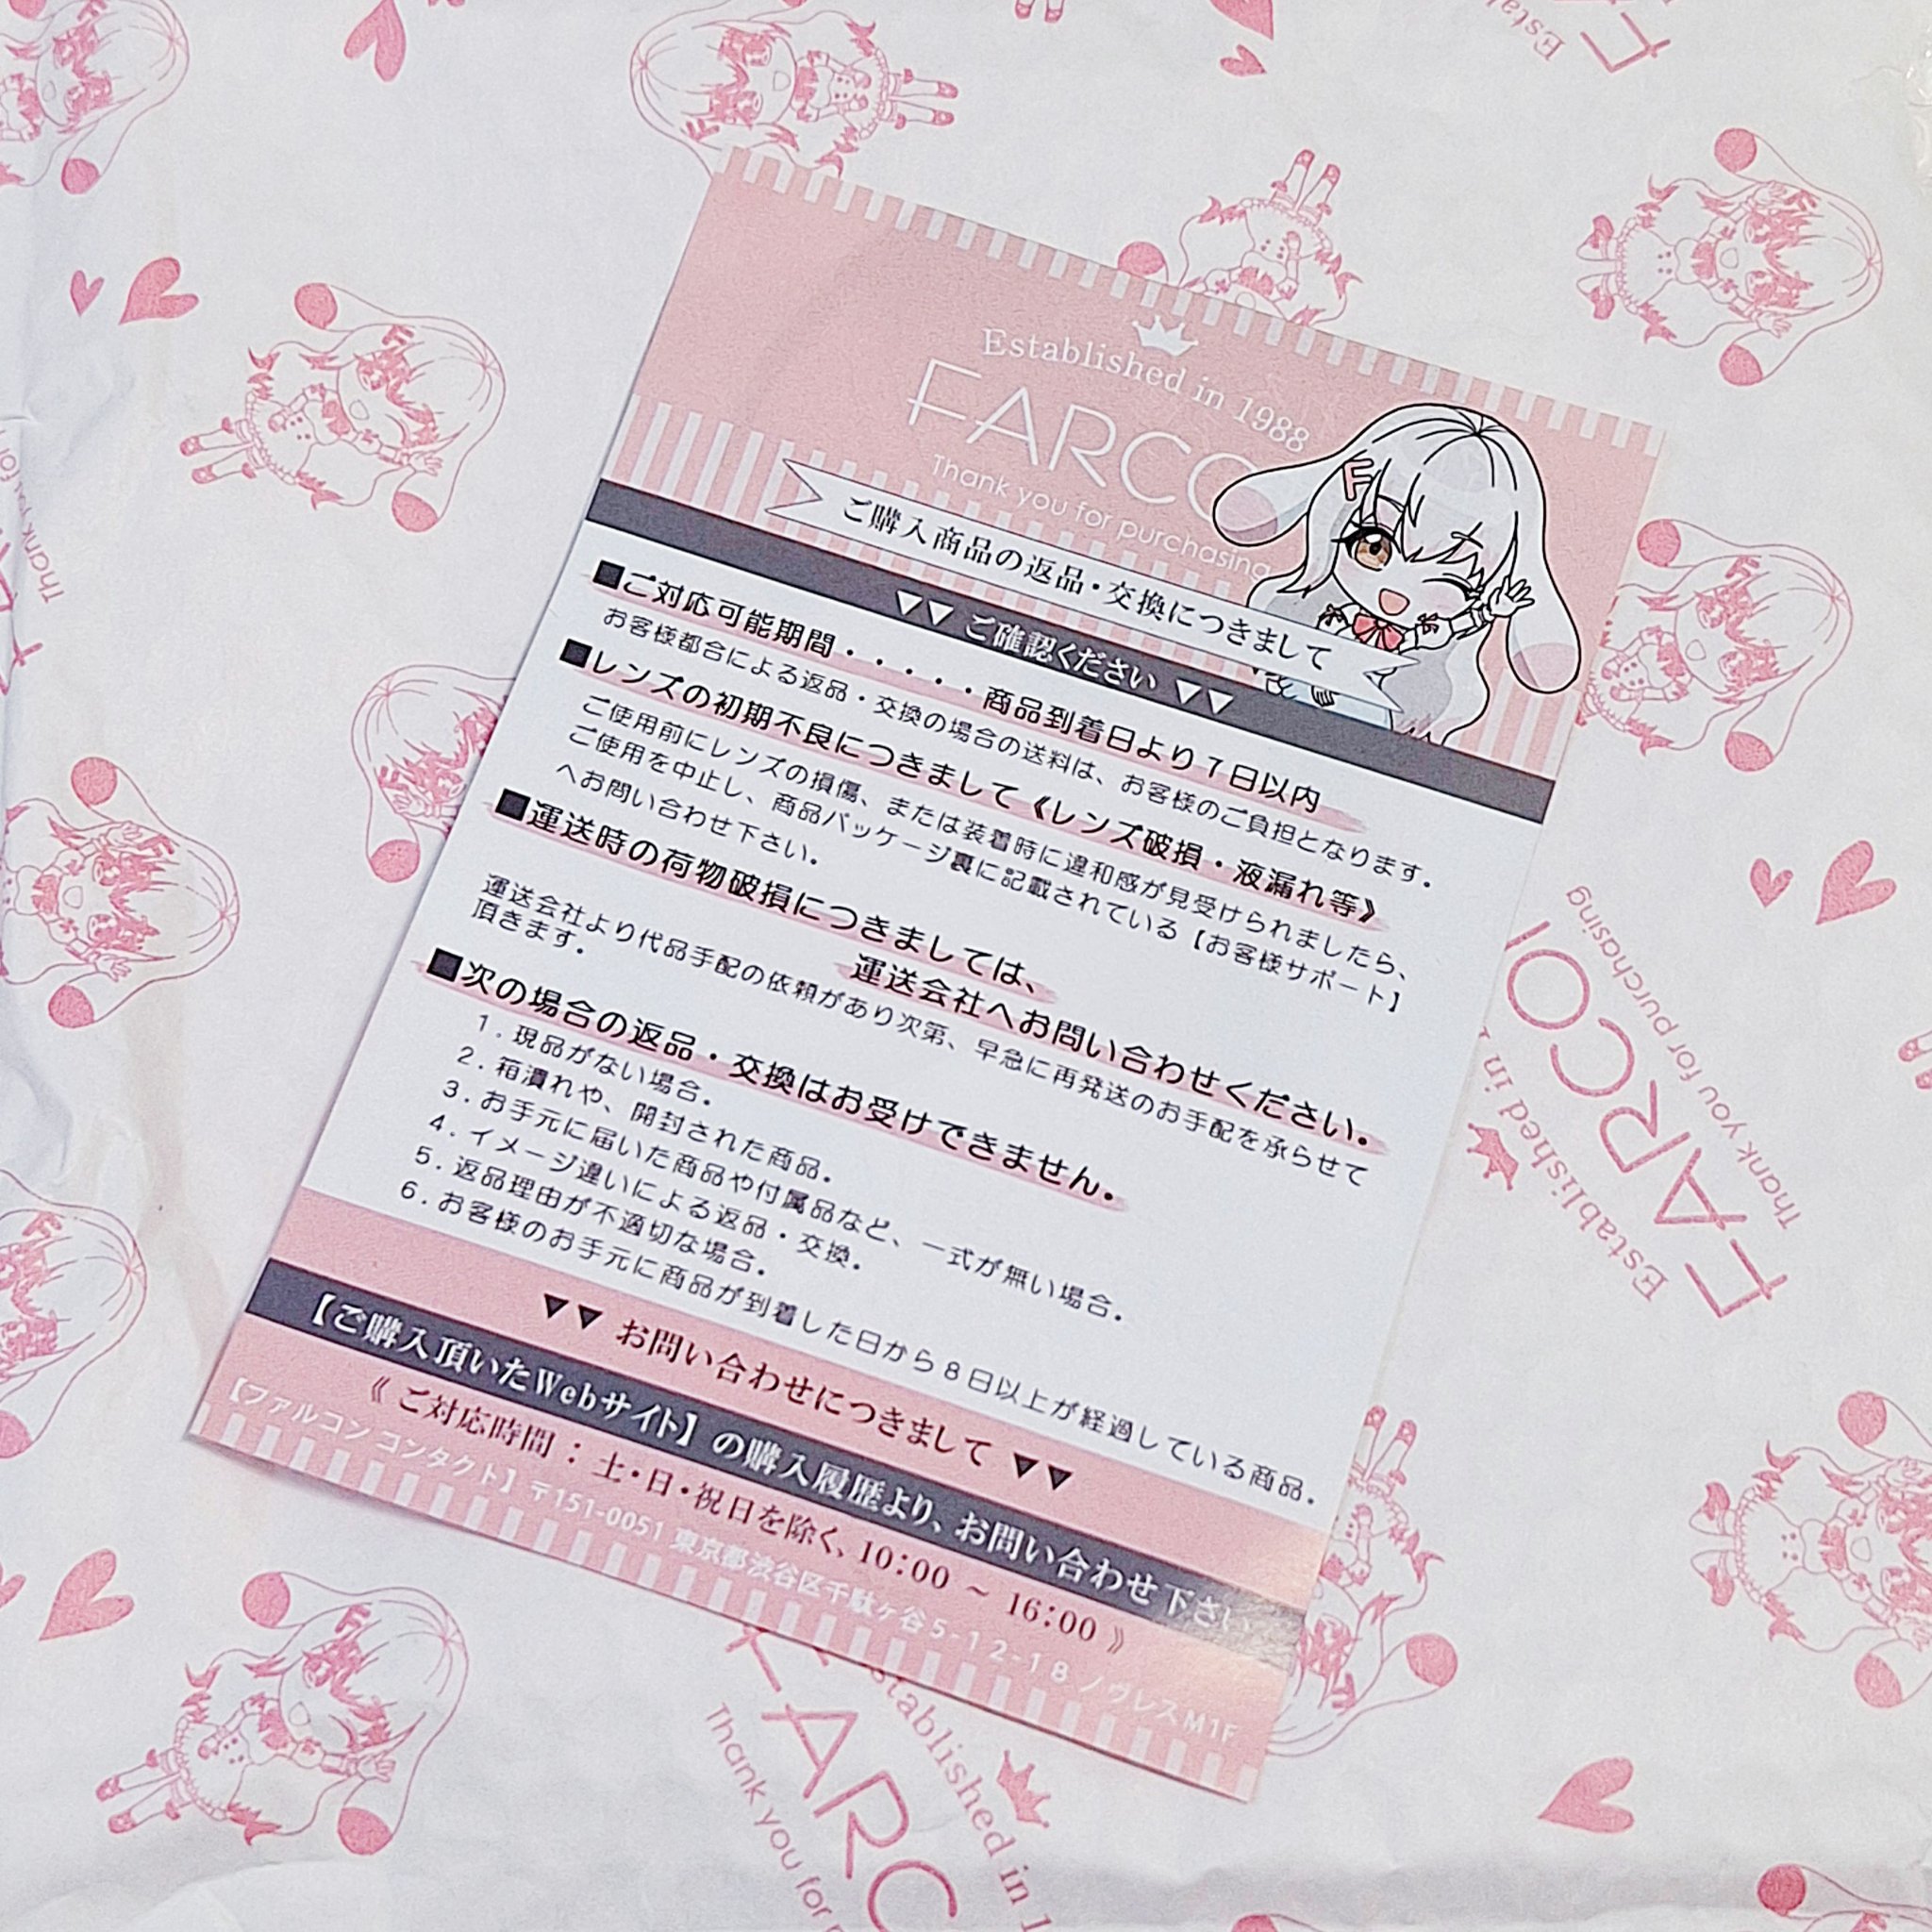 Established in 1988
FARCO
Thank you for purchasing
ご購入商品の返品・交換につきまして
▼▼ ご確認ください ▼▼
■ご対応可能期間・・・・・商品到着日より7日以内
お客様都合による返品・交換の場合の送料は、お客様のご負担となります。
■レンズの初期不良につきまして《レンズ破損・液漏れ等》
ご使用前にレンズの損傷、または装着時に違和感が見受けられましたら、
ご使用を中止し、商品パッケージ裏に記載されている【お客様サポート】
へお問い合わせ下さい。
■運送時の荷物破損につきましては、
運送会社へお問い合わせください。
運送会社より代品手配の依頼があり次第、早急に再発送のお手配を承らせて
頂きます。
■次の場合の返品・交換はお受けできません。
1. 現品がない場合。
2. 箱潰れや、開封された商品。
3. お手元に届いた商品や付属品など、一式が無い場合。
4. イメージ違いによる返品・交換。
5. 返品理由が不適切な場合。
6. お客様のお手元に商品が到着した日から8日以上が経過している商品。
▼▼ お問い合わせにつきまして ▼▼
【ご購入頂いたWebサイト】の購入履歴より、お問い合わせ下さい
《 ご対応時間：土・日・祝日を除く、10:00 ~ 16:00 》
【ファルコン コンタクト】〒151-0051 東京都渋谷区千駄ヶ谷5-12-18 ノヴレスM1F
Established in
FARCO
Thank you for purchasing
Established in 1
FARC
Thank you for